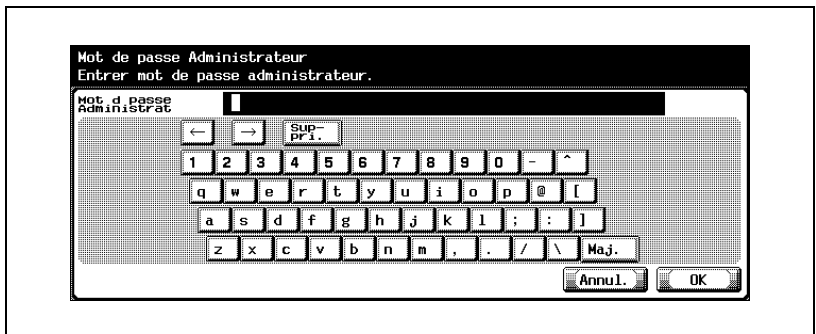 Mot de passe Administrateur
Entrer mot de passe administrateur.
Mot d passe
Administrat
← → Sup-
pri.
1 2 3 4 5 6 7 8 9 0 - ^
q w e r t y u i o p @ [
a s d f g h j k l ; : ]
z x c v b n m , . / \ Maj.
Annul. OK